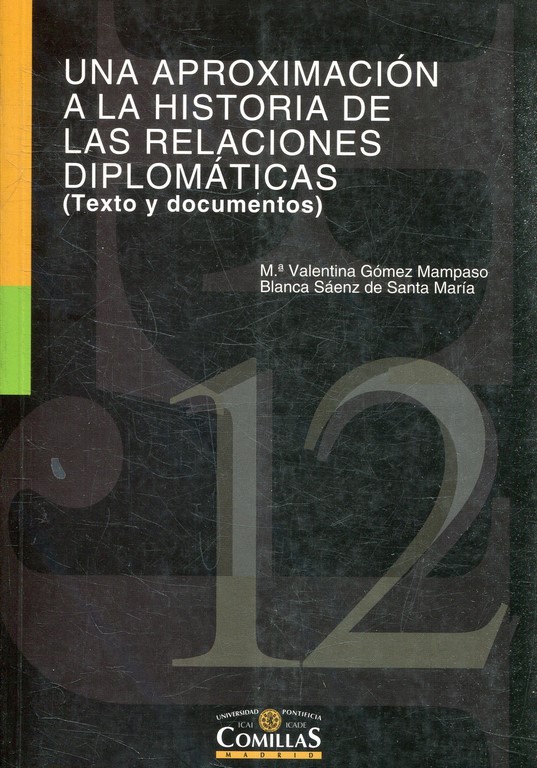 UNA APROXIMACIÓN
A LA HISTORIA DE
LAS RELACIONES
DIPLOMÁTICAS
(Texto y documentos)
M.ª Valentina Gómez Mampaso
Blanca Sáenz de Santa María
12
UNIVERSIDAD PONTIFICIA
ICAI ICADE
COMILLAS
MADRID